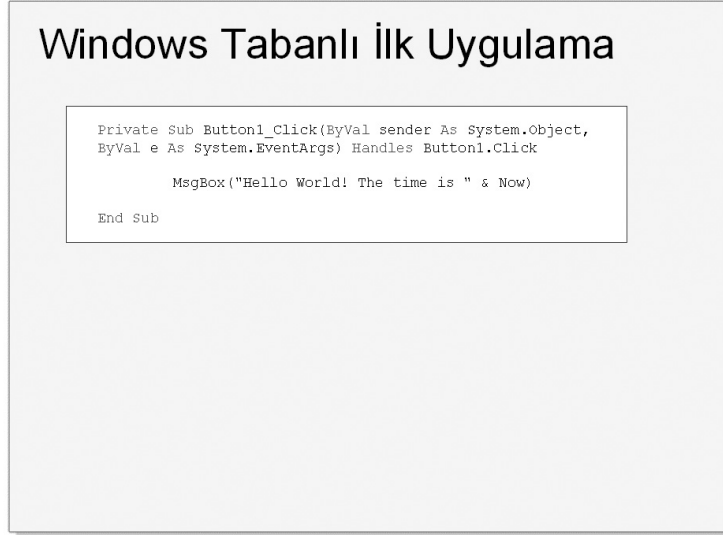 Windows Tabanlı İlk Uygulama
Private Sub Button1_Click(ByVal sender As System.Object,
ByVal e As System.EventArgs) Handles Button1.Click
MsgBox("Hello World! The time is " & Now)
End Sub